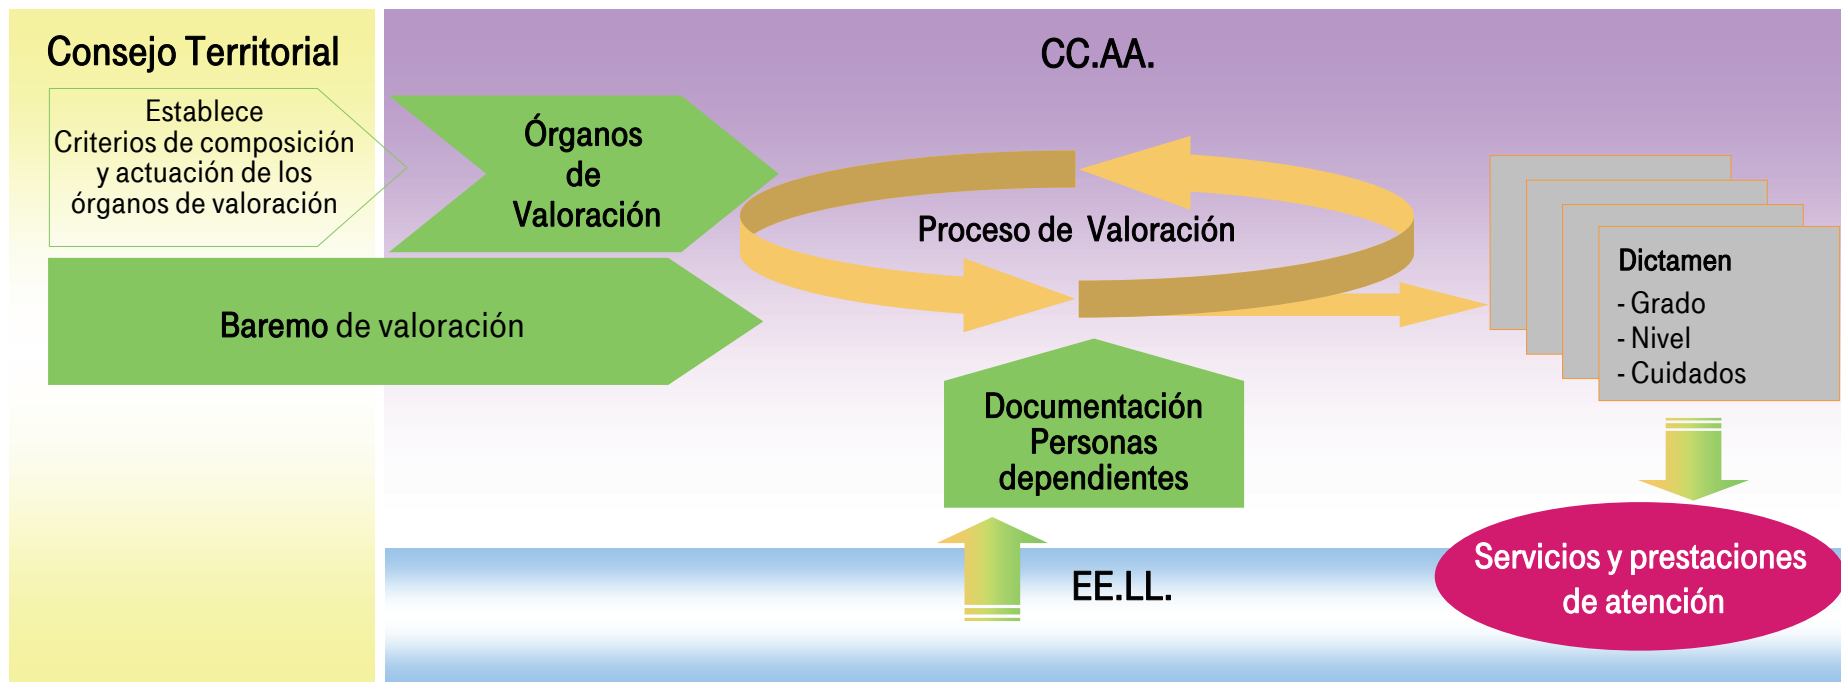 Consejo Territorial
Establece
Criterios de composición
y actuación de los
órganos de valoración
CC.AA.
Órganos
de
Valoración
Baremo de valoración
Proceso de Valoración
Documentación
Personas
dependientes
Dictamen
- Grado
- Nivel
- Cuidados
EE.LL.
Servicios y prestaciones
de atención